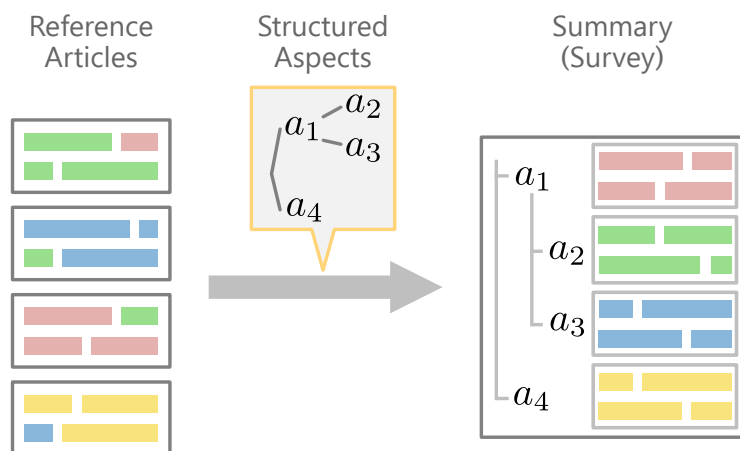 Reference
Articles
Structured
Aspects
Summary
(Survey)
a₁
a₂
a₃
a₄
a₁
a₂
a₃
a₄